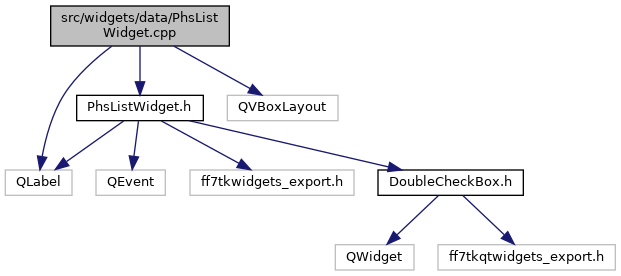 src/widgets/data/PhsList
Widget.cpp
PhsListWidget.h
QVBoxLayout
QLabel
QEvent
ff7tkwidgets_export.h
DoubleCheckBox.h
QWidget
ff7tkqtwidgets_export.h